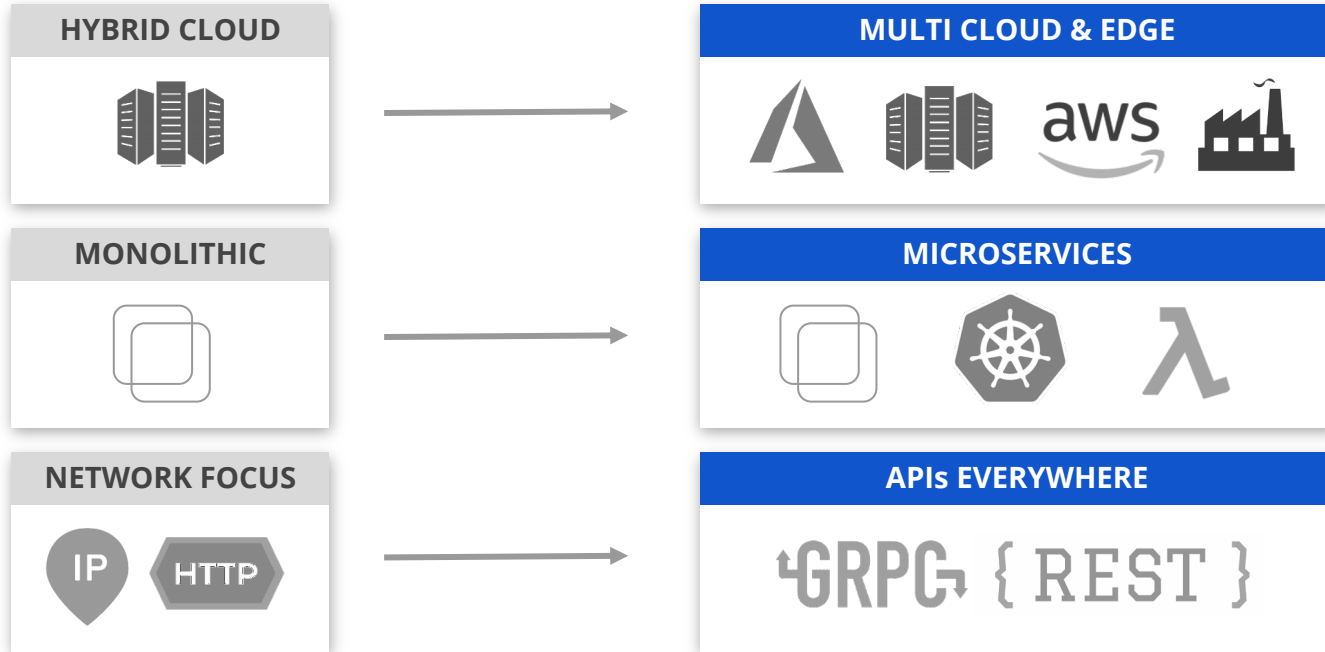 HYBRID CLOUD
MULTI CLOUD & EDGE
aws
MONOLITHIC
MICROSERVICES
λ
NETWORK FOCUS
APIs EVERYWHERE
IP
HTTP
GRPC
{ REST }